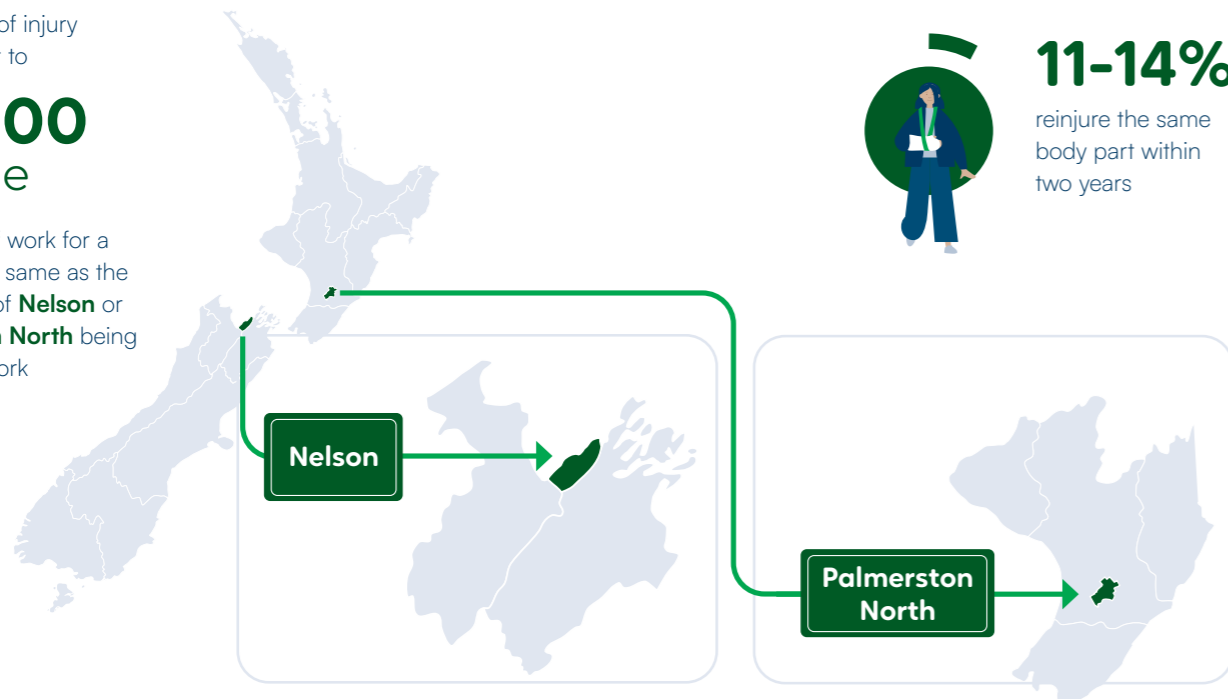 of injury
to
00
e
work for a
same as the
of Nelson or
North being
ork
11-14%
reinjure the same
body part within
two years
Nelson
Palmerston
North